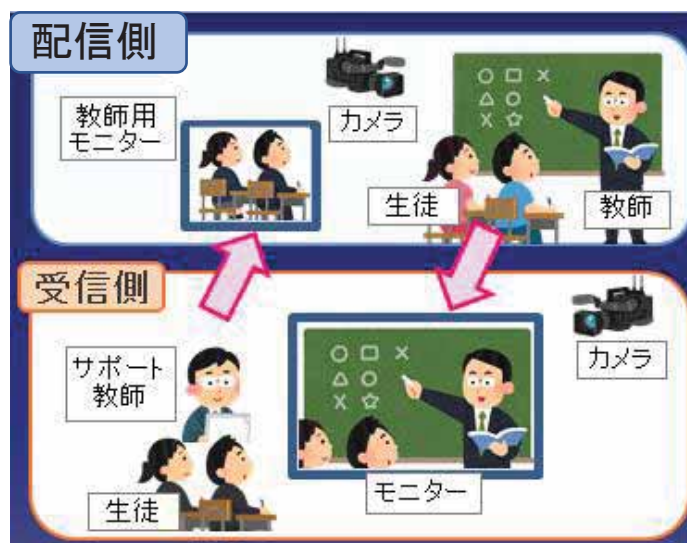 配信側
教師用
モニター
カメラ
生徒
教師
受信側
サポート
教師
生徒
モニター
カメラ